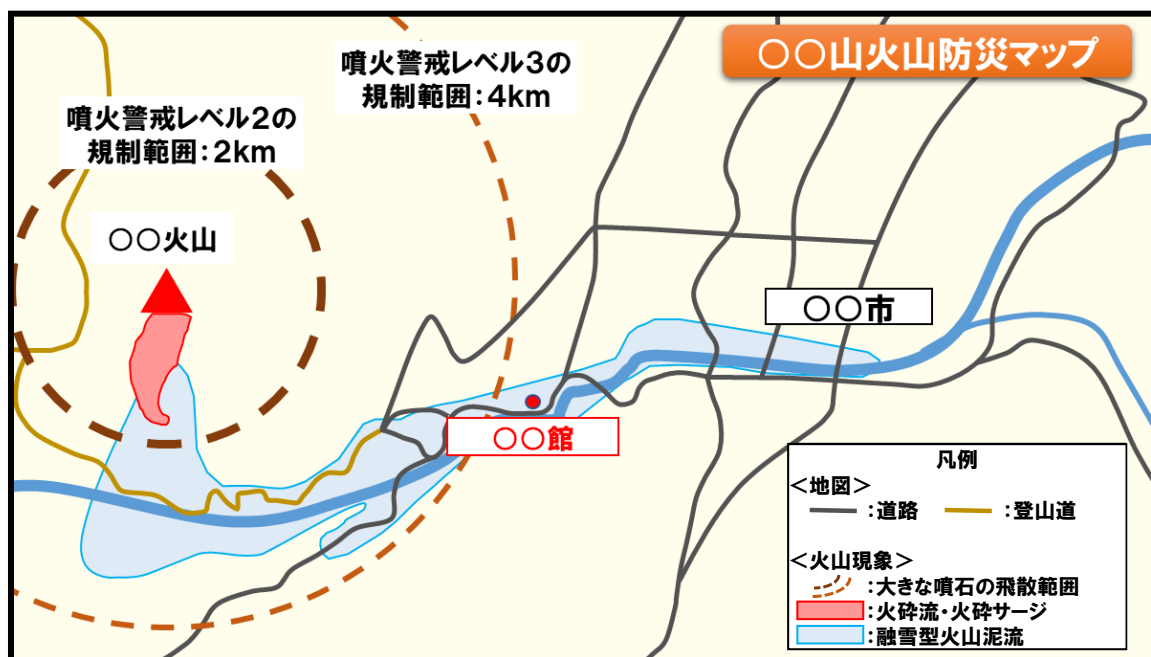 〇〇山火山防災マップ
噴火警戒レベル3の
規制範囲:4km
噴火警戒レベル2の
規制範囲:2km
〇〇火山
〇〇市
〇〇館
凡例
<地図>
:道路
:登山道
<火山現象>
:大きな噴石の飛散範囲
:火砕流・火砕サージ
:融雪型火山泥流